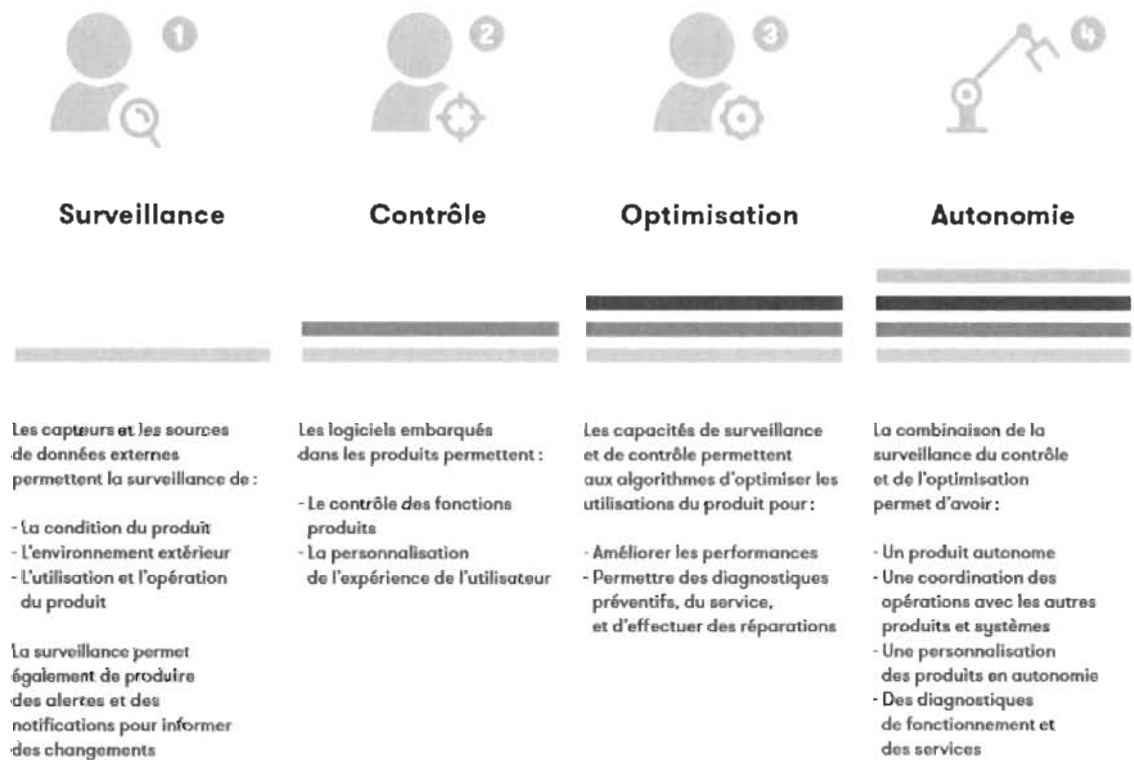 1
Surveillance
Les capteurs et les sources
de données externes
permettent la surveillance de :
- La condition du produit
- L'environnement extérieur
- L'utilisation et l'opération
du produit
La surveillance permet
également de produire
des alertes et des
notifications pour informer
des changements
2
Contrôle
Les logiciels embarqués
dans les produits permettent :
- Le contrôle des fonctions
produits
- La personnalisation
de l'expérience de l'utilisateur
3
Optimisation
Les capacités de surveillance
et de contrôle permettent
aux algorithmes d'optimiser les
utilisations du produit pour :
- Améliorer les performances
- Permettre des diagnostiques
préventifs, du service,
et d'effectuer des réparations
4
Autonomie
La combinaison de la
surveillance du contrôle
et de l'optimisation
permet d'avoir :
- Un produit autonome
- Une coordination des
opérations avec les autres
produits et systèmes
- Une personnalisation
des produits en autonomie
- Des diagnostiques
de fonctionnement et
des services